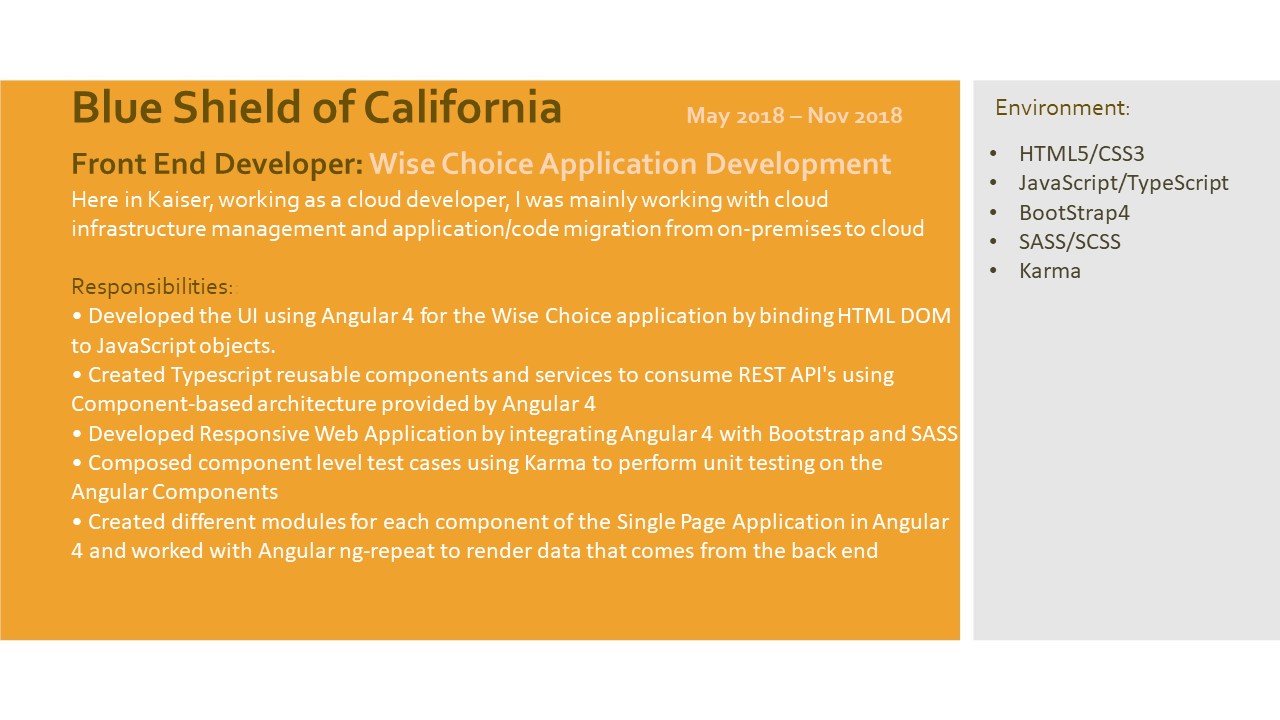 Blue Shield of California
May 2018 – Nov 2018
Front End Developer: Wise Choice Application Development
Here in Kaiser, working as a cloud developer, I was mainly working with cloud
infrastructure management and application/code migration from on-premises to cloud
Responsibilities:
• Developed the UI using Angular 4 for the Wise Choice application by binding HTML DOM
to JavaScript objects.
• Created Typescript reusable components and services to consume REST API's using
Component-based architecture provided by Angular 4
• Developed Responsive Web Application by integrating Angular 4 with Bootstrap and SASS
• Composed component level test cases using Karma to perform unit testing on the
Angular Components
• Created different modules for each component of the Single Page Application in Angular
4 and worked with Angular ng-repeat to render data that comes from the back end
Environment:
• HTML5/CSS3
• JavaScript/TypeScript
• BootStrap4
• SASS/SCSS
• Karma